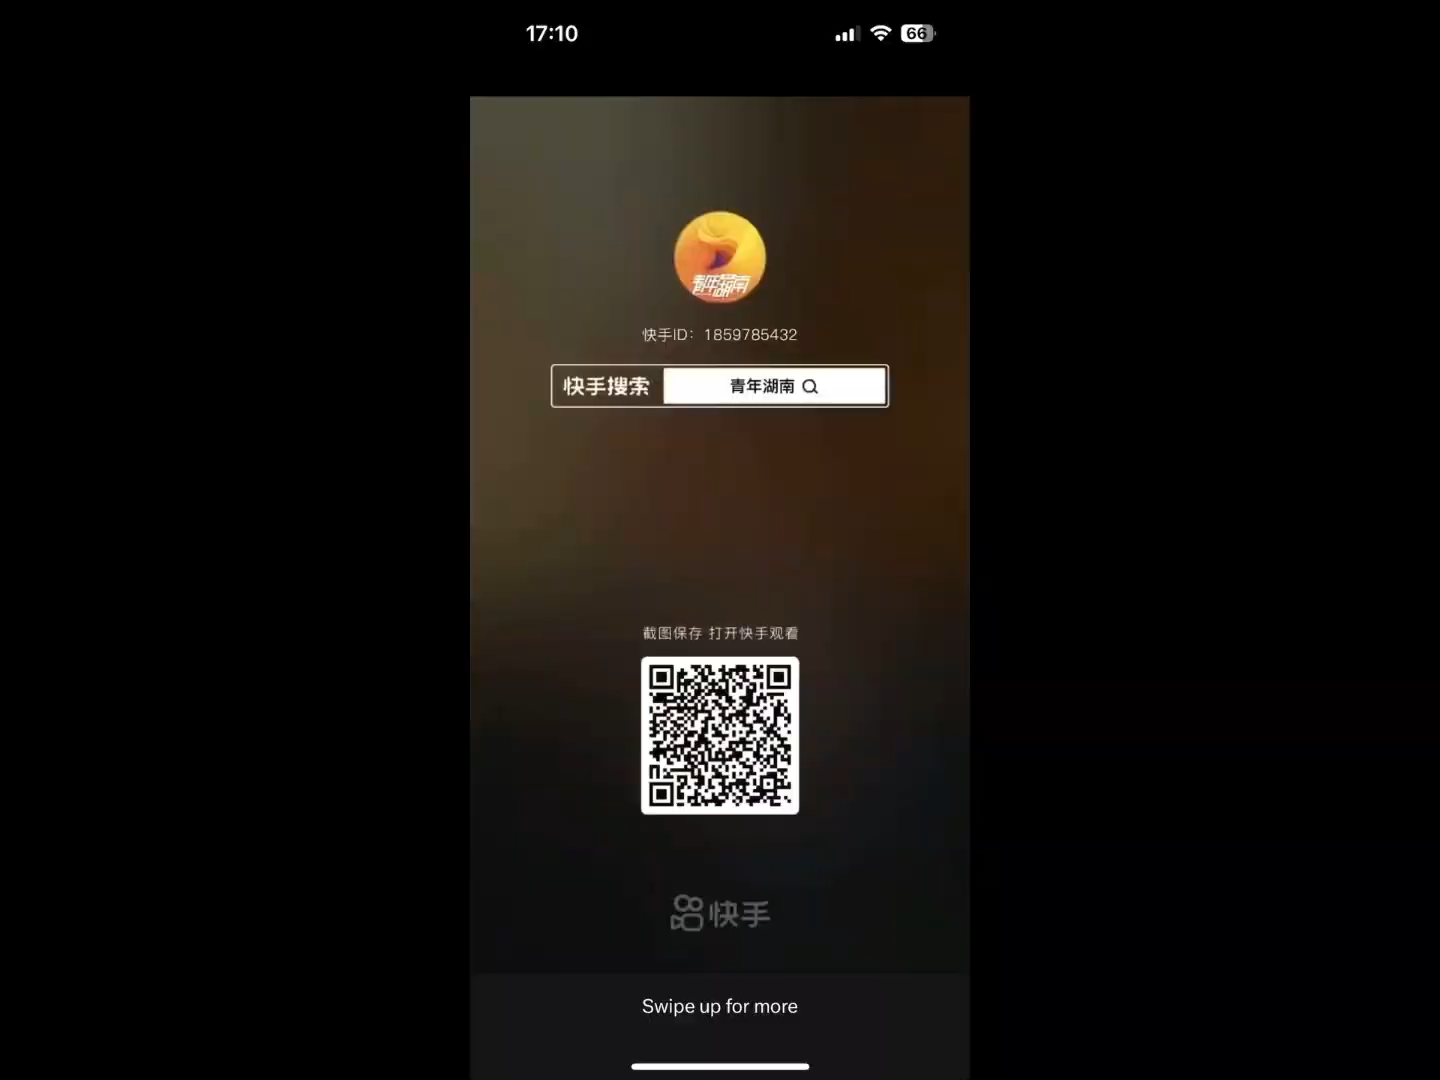 17:10
66
青年湖南
快手ID：1859785432
快手搜索 青年湖南
截图保存 打开快手观看
快手
Swipe up for more